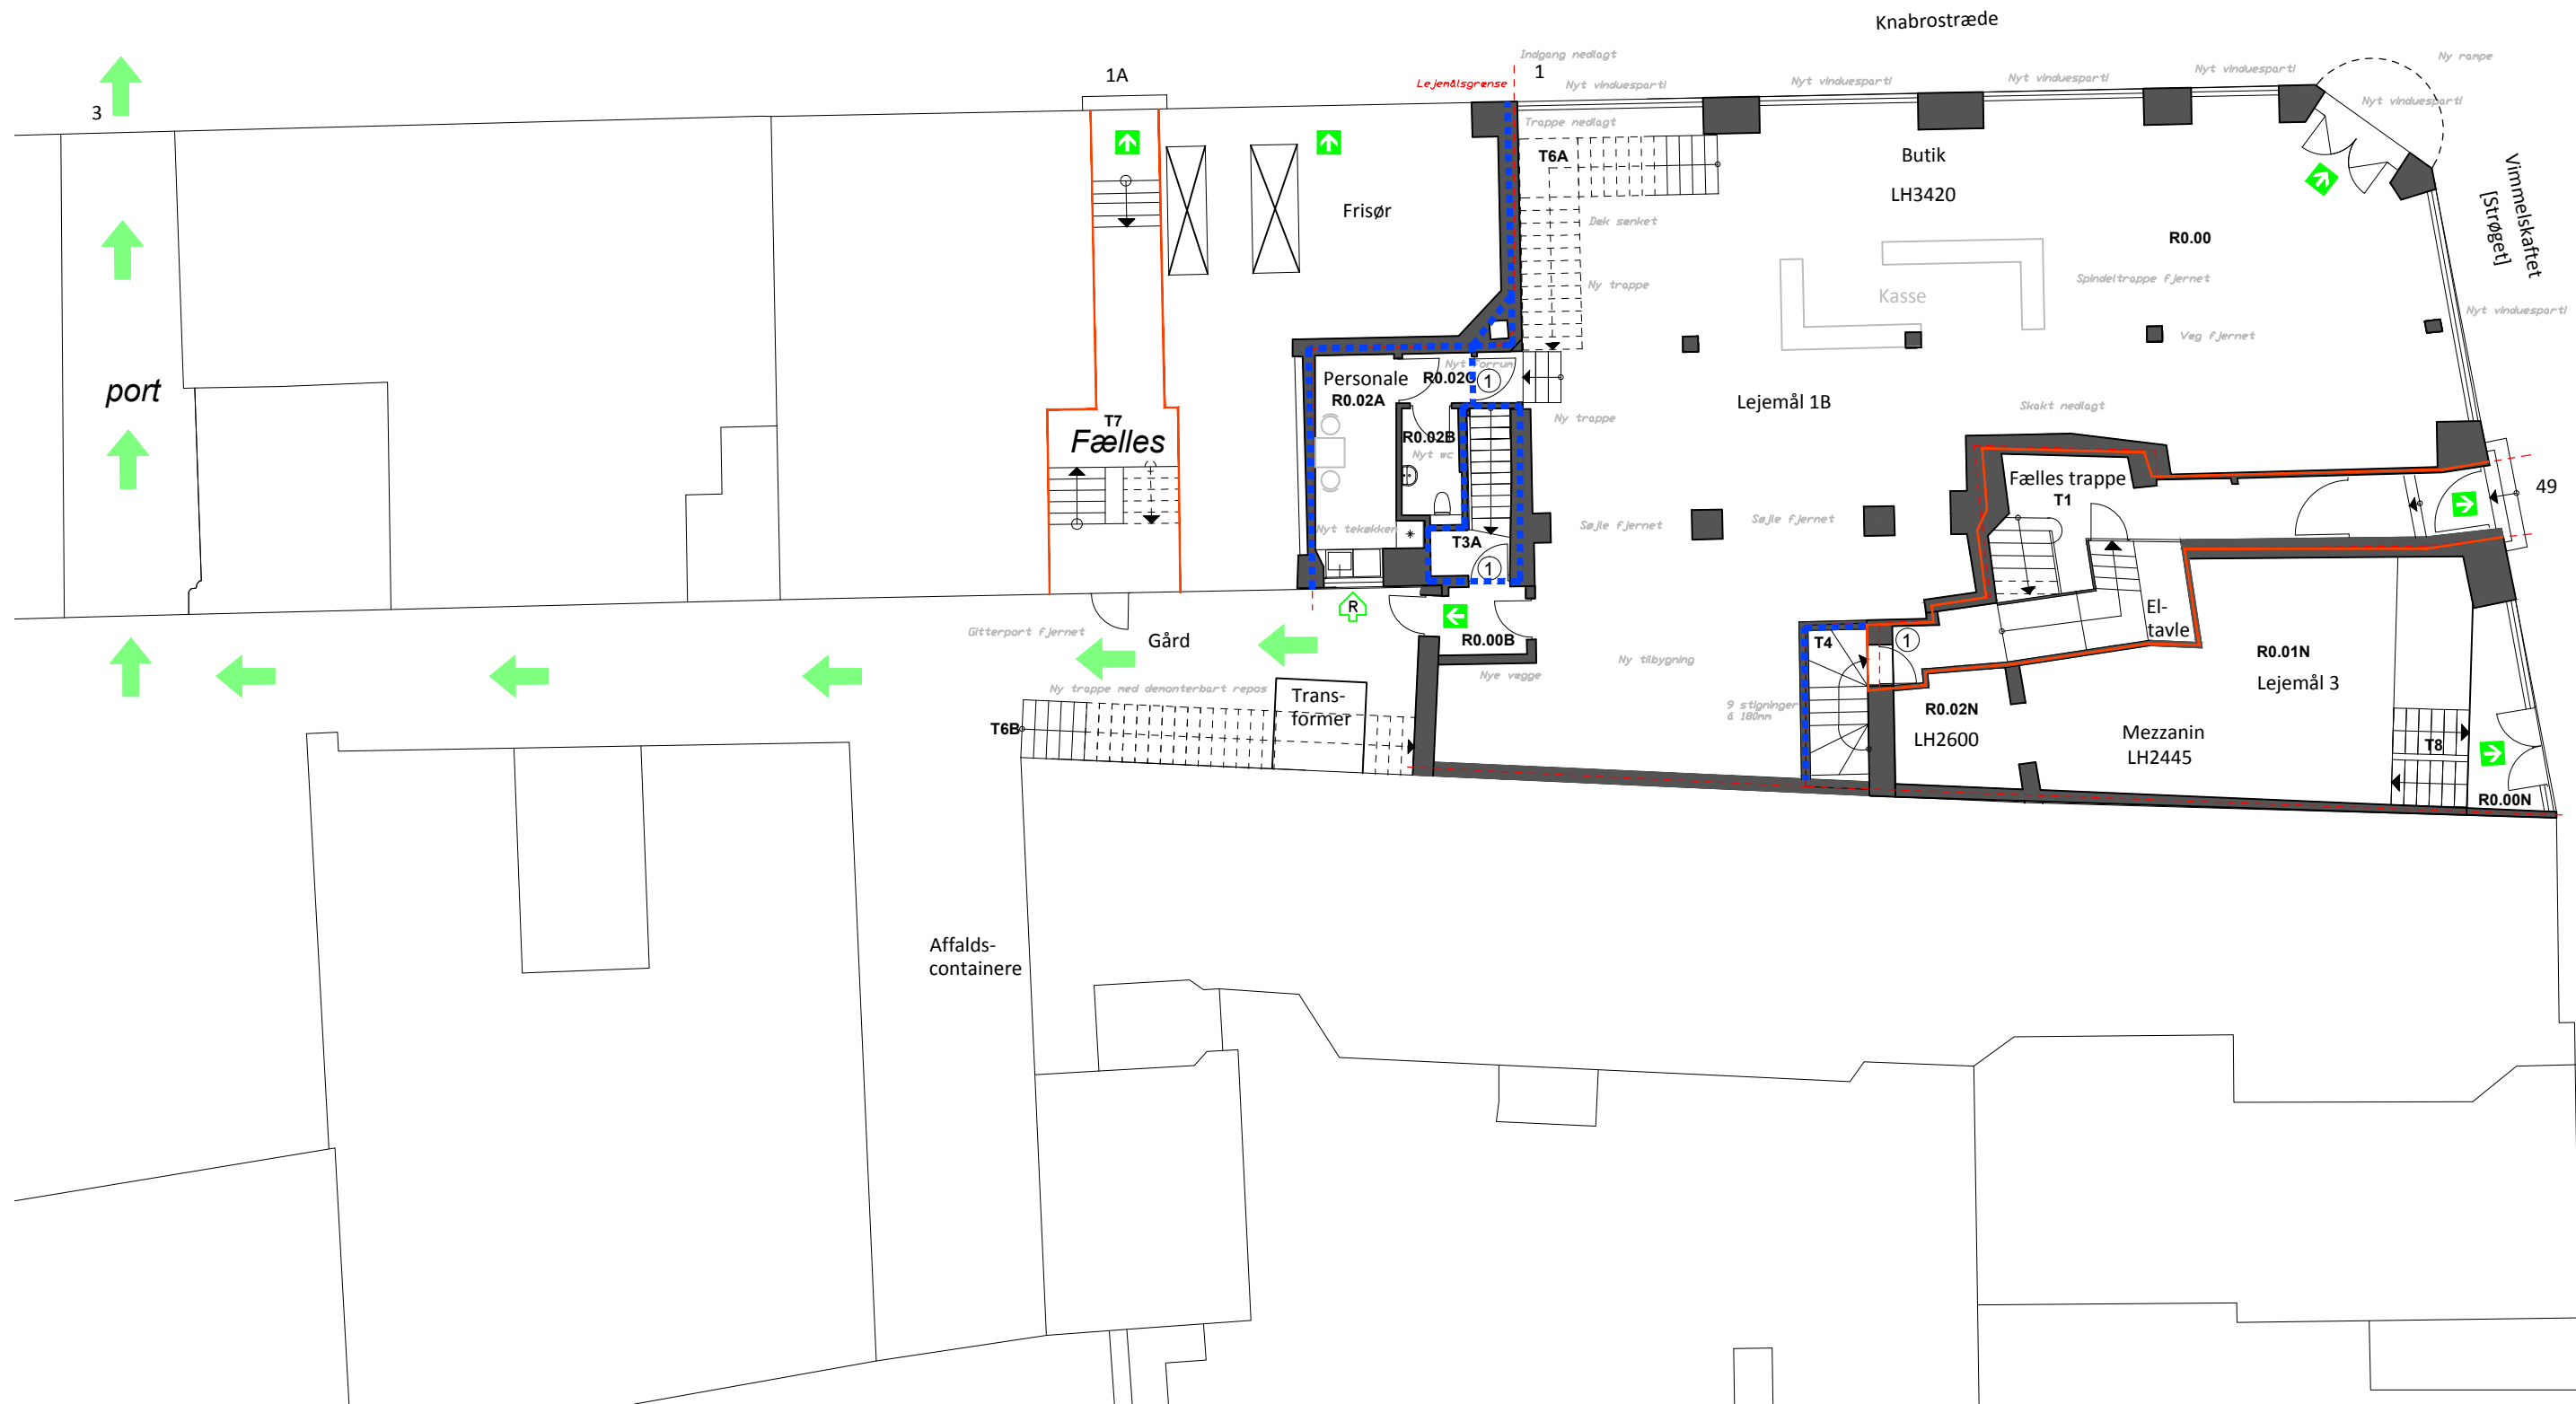 Knabrostræde
Indgang nedlagt
1
1A
Lejemålsgrænse
Nyt vinduesparti
Nyt vinduesparti
Nyt vinduesparti
Nyt vinduesparti
Ny rampe
Nyt vinduesparti
3
Trappe nedlagt
T6A
Butik
LH3420
Vimmelskaftet
[Strøget]
Frisør
Dæk sænket
R0.00
Ny trappe
Kasse
Spindeltrappe fjernet
Nyt vinduesparti
Væg fjernet
port
Nyt forrum
Personale
R0.02C
1
R0.02A
Lejemål 1B
Skakt nedlagt
Ny trappe
T7
Fælles
R0.02B
Nyt wc
Fælles trappe
T1
49
Nyt tekøkken
*
Søjle fjernet
Søjle fjernet
T3A
1
R
El-
tavle
Gitterport fjernet
Gård
R0.00B
T4
1
Ny tilbygning
R0.01N
Lejemål 3
Nye vægge
Ny trappe med demonterbart repos
Trans-
former
9 stigninger
á 180mm
R0.02N
LH2600
T6B
Mezzanin
LH2445
T8
R0.00N
Affalds-
containere